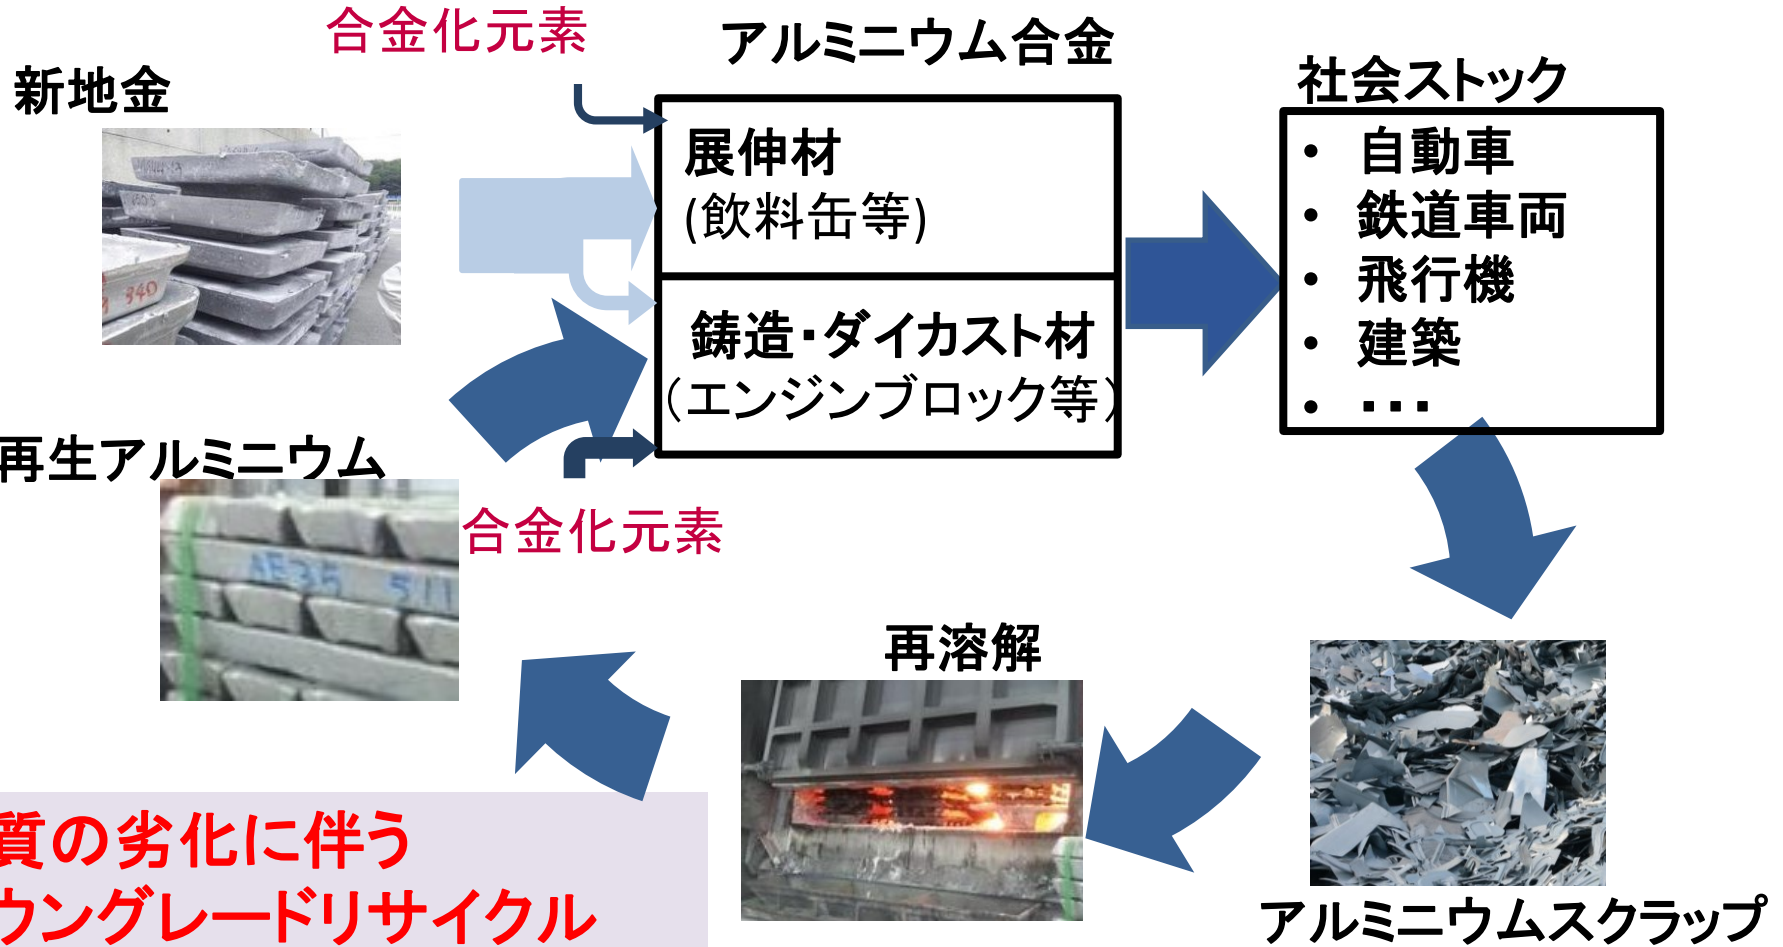 合金化元素
アルミニウム合金
新地金
社会ストック
展伸材
(飲料缶等)
• 自動車
• 鉄道車両
• 飛行機
• 建築
• ・・・
鋳造・ダイカスト材
（エンジンブロック等）
再生アルミニウム
合金化元素
AE35 511
840
再溶解
質の劣化に伴う
ウングレードリサイクル
アルミニウムスクラップ